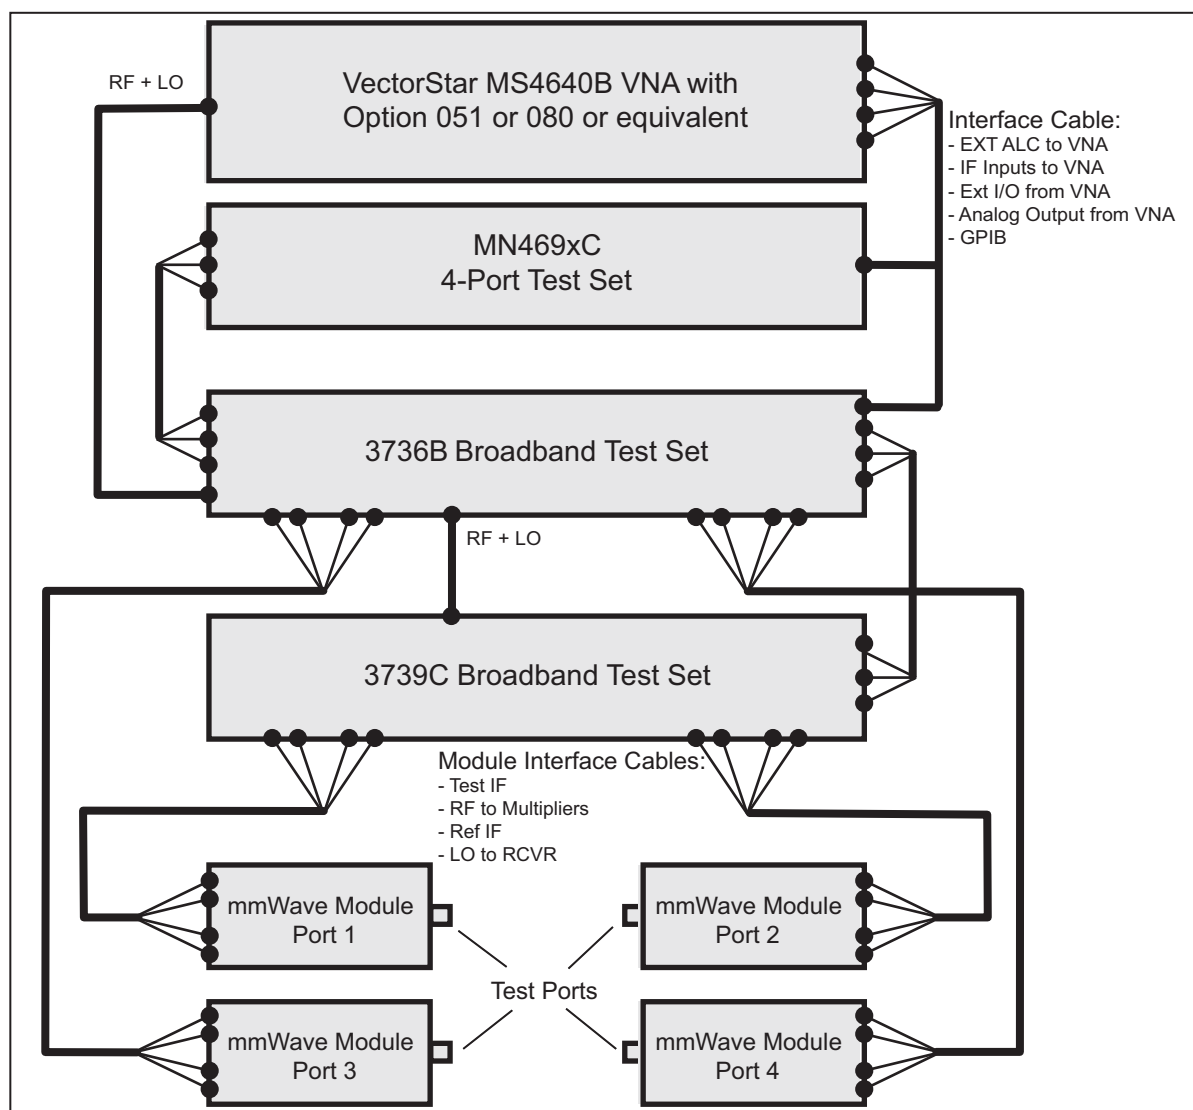 RF + LO
VectorStar MS4640B VNA with
Option 051 or 080 or equivalent
Interface Cable:
- EXT ALC to VNA
- IF Inputs to VNA
- Ext I/O from VNA
- Analog Output from VNA
- GPIB
MN469xC
4-Port Test Set
3736B Broadband Test Set
RF + LO
3739C Broadband Test Set
Module Interface Cables:
- Test IF
- RF to Multipliers
- Ref IF
- LO to RCVR
mmWave Module
Port 1
mmWave Module
Port 2
Test Ports
mmWave Module
Port 3
mmWave Module
Port 4